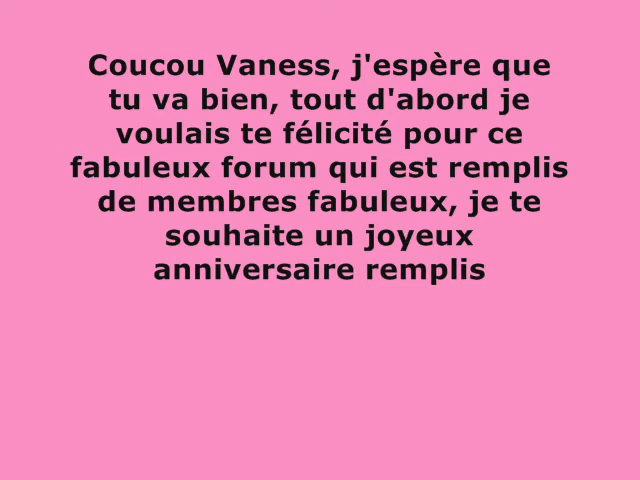 Coucou Vaness, j'espère que
tu va bien, tout d'abord je
voulais te félicité pour ce
fabuleux forum qui est remplis
de membres fabuleux, je te
souhaite un joyeux
anniversaire remplis